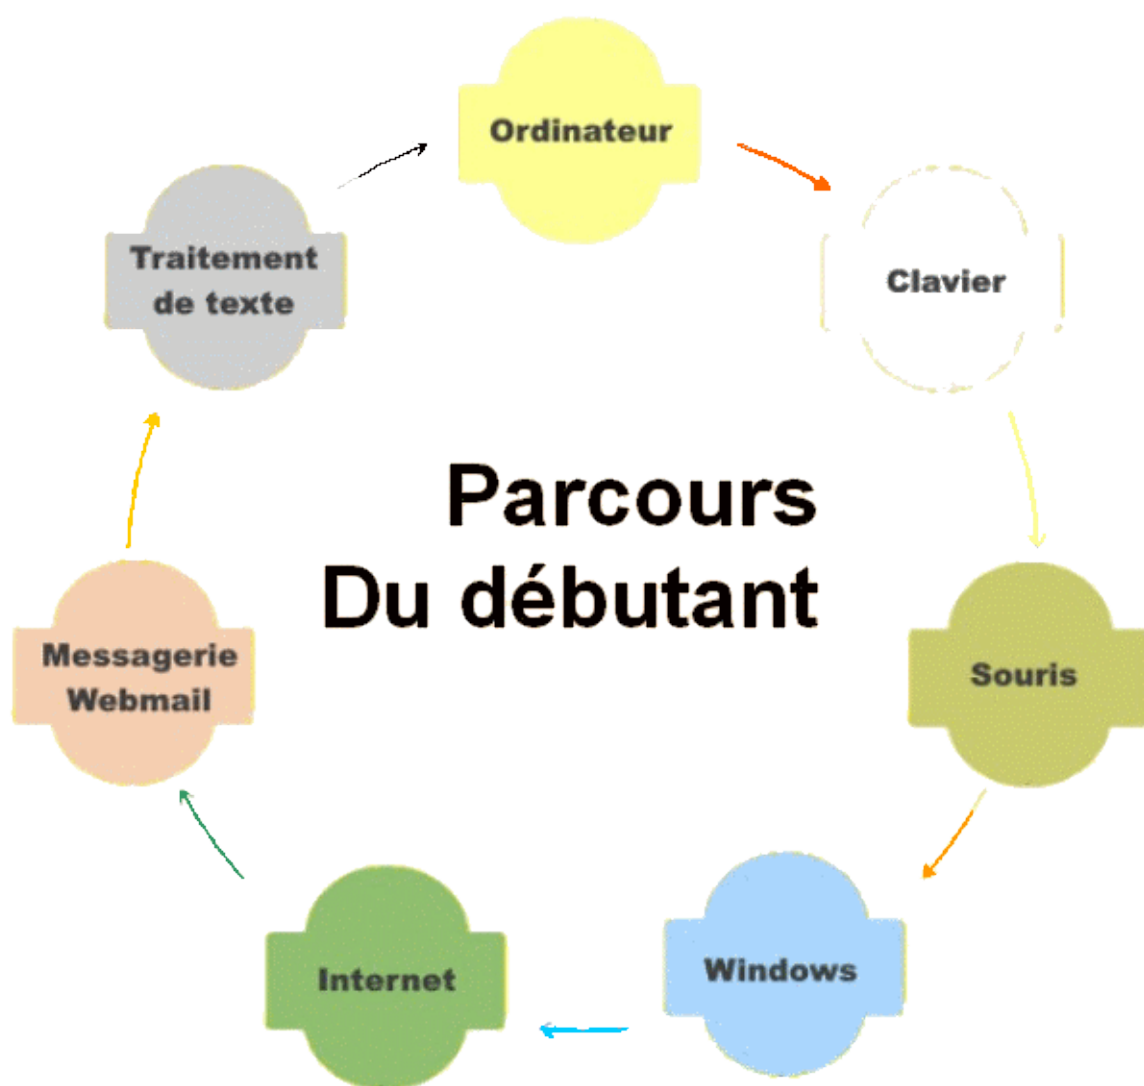 Ordinateur
Clavier
Souris
Windows
Internet
Messagerie
Webmail
Traitement
de texte
Parcours
Du débutant